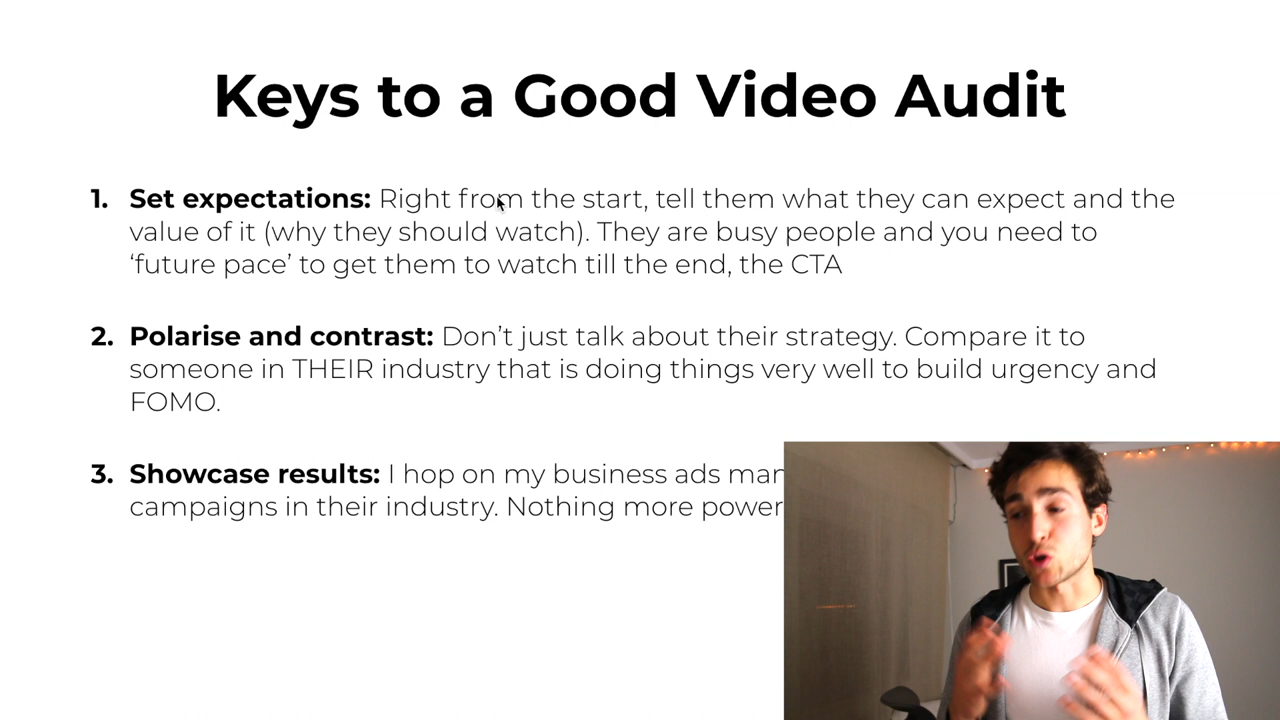 Keys to a Good Video Audit
1. Set expectations: Right from the start, tell them what they can expect and the
value of it (why they should watch). They are busy people and you need to
‘future pace’ to get them to watch till the end, the CTA
2. Polarise and contrast: Don’t just talk about their strategy. Compare it to
someone in THEIR industry that is doing things very well to build urgency and
FOMO.
3. Showcase results: I hop on my business ads
campaigns in their industry. Nothing more